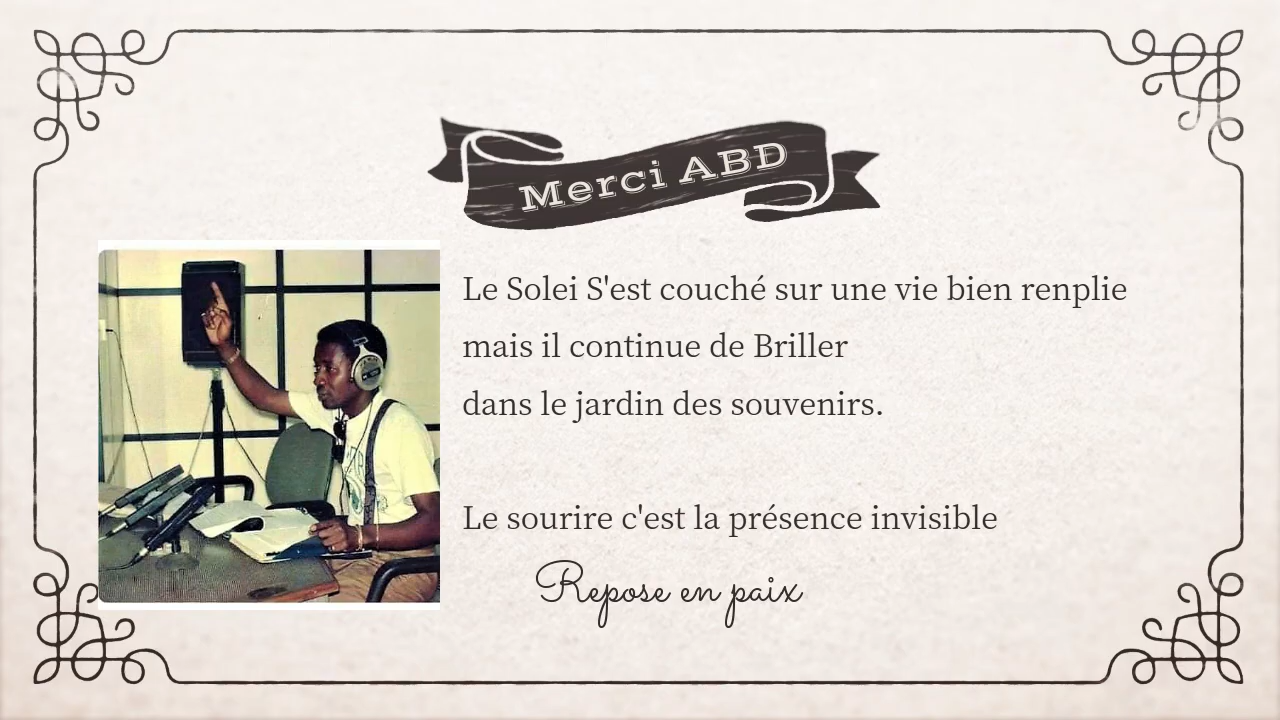 Merci ABD
Le Solei S'est couché sur une vie bien renplie
mais il continue de Briller
dans le jardin des souvenirs.
Le sourire c'est la présence invisible
Repose en paix